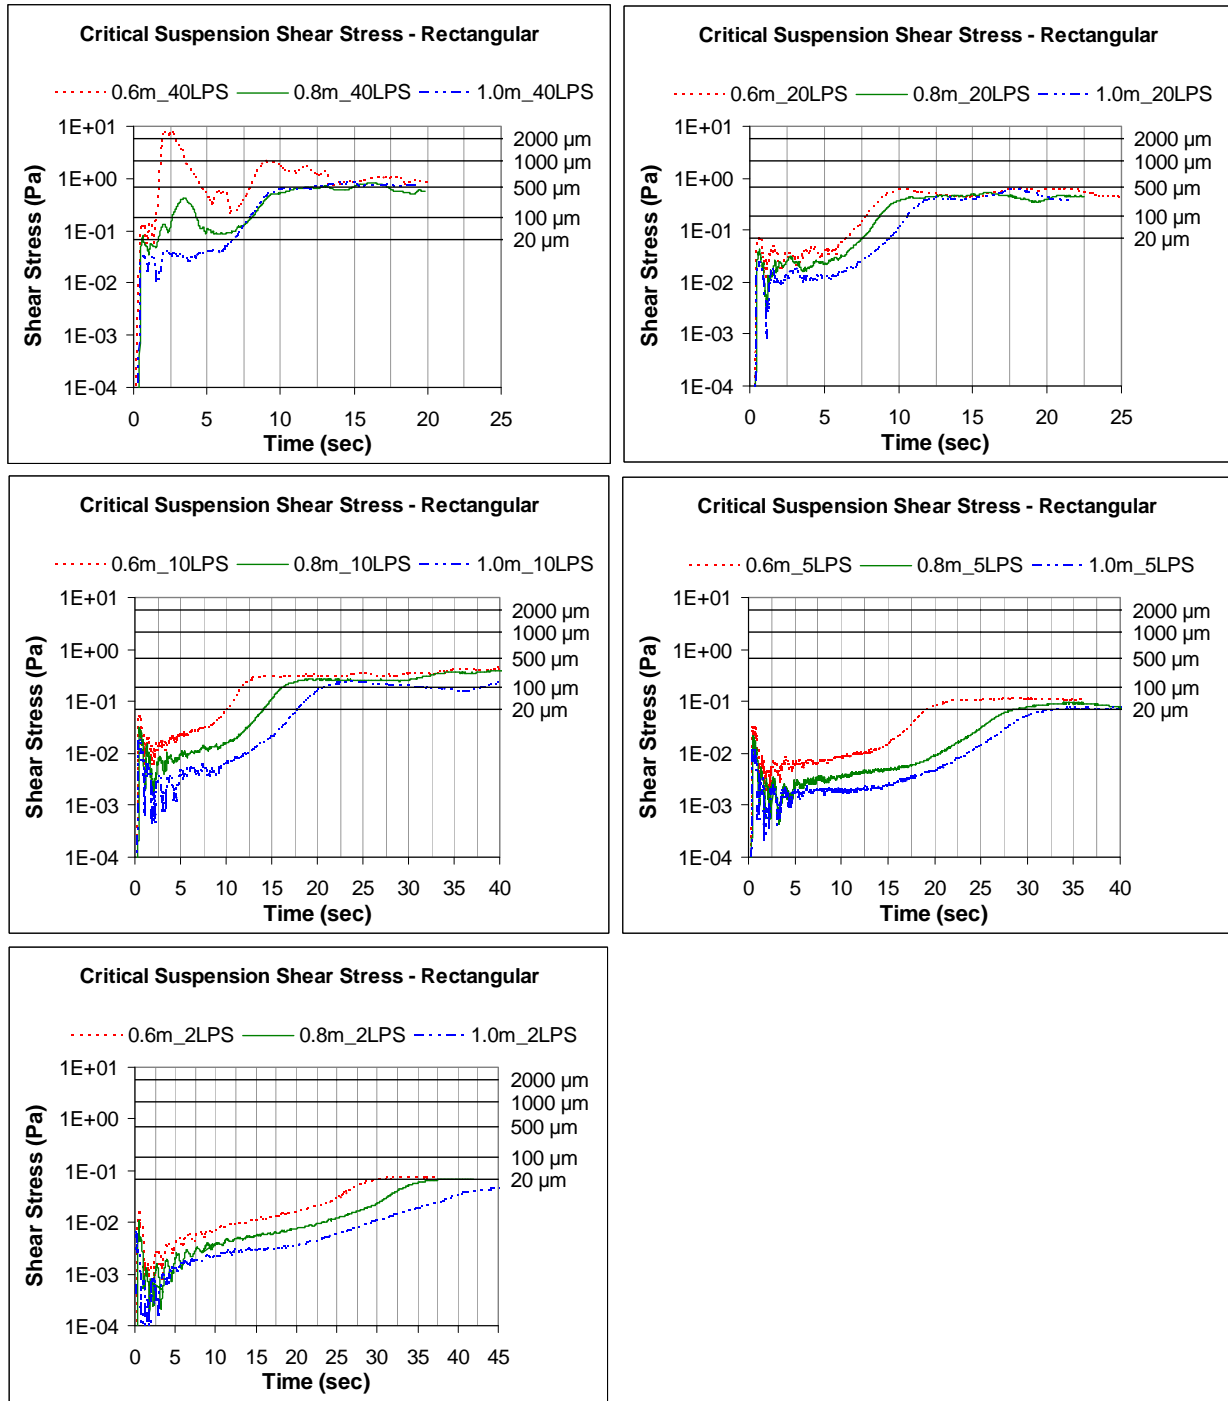 Critical Suspension Shear Stress - Rectangular
0.6m_40LPS 0.8m_40LPS 1.0m_40LPS
1E+01
1E+00
1E-01
1E-02
1E-03
1E-04
2000 µm
1000 µm
500 µm
100 µm
20 µm
Shear Stress (Pa)
0 5 10 15 20 25
Time (sec)
Critical Suspension Shear Stress - Rectangular
0.6m_20LPS 0.8m_20LPS 1.0m_20LPS
1E+01
1E+00
1E-01
1E-02
1E-03
1E-04
2000 µm
1000 µm
500 µm
100 µm
20 µm
Shear Stress (Pa)
0 5 10 15 20 25
Time (sec)
Critical Suspension Shear Stress - Rectangular
0.6m_10LPS 0.8m_10LPS 1.0m_10LPS
1E+01
1E+00
1E-01
1E-02
1E-03
1E-04
2000 µm
1000 µm
500 µm
100 µm
20 µm
Shear Stress (Pa)
0 5 10 15 20 25 30 35 40
Time (sec)
Critical Suspension Shear Stress - Rectangular
0.6m_5LPS 0.8m_5LPS 1.0m_5LPS
1E+01
1E+00
1E-01
1E-02
1E-03
1E-04
2000 µm
1000 µm
500 µm
100 µm
20 µm
Shear Stress (Pa)
0 5 10 15 20 25 30 35 40
Time (sec)
Critical Suspension Shear Stress - Rectangular
0.6m_2LPS 0.8m_2LPS 1.0m_2LPS
1E+01
1E+00
1E-01
1E-02
1E-03
1E-04
2000 µm
1000 µm
500 µm
100 µm
20 µm
Shear Stress (Pa)
0 5 10 15 20 25 30 35 40 45
Time (sec)